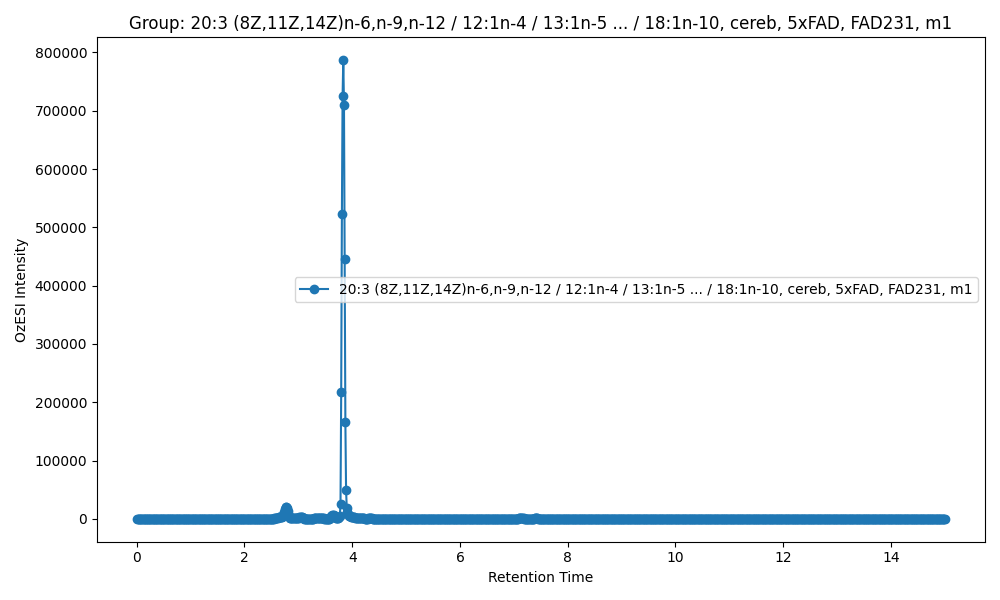 Group: 20:3 (8Z,11Z,14Z)n-6,n-9,n-12 / 12:1n-4 / 13:1n-5 ... / 18:1n-10, cereb, 5xFAD, FAD231, m1
800000
700000
600000
500000
400000
300000
200000
100000
0
OzESI Intensity
20:3 (8Z,11Z,14Z)n-6,n-9,n-12 / 12:1n-4 / 13:1n-5 ... / 18:1n-10, cereb, 5xFAD, FAD231, m1
0 2 4 6 8 10 12 14
Retention Time